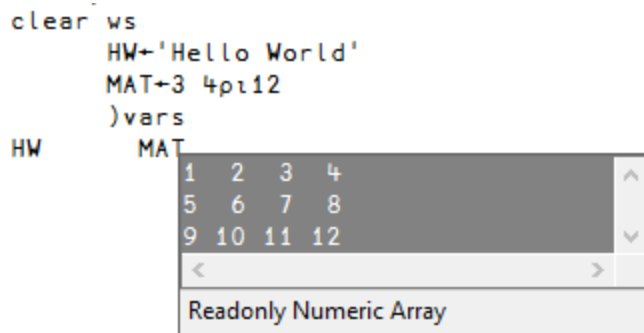 clear ws
HW←'Hello World'
MAT←3 4⍴⍳12
)vars
HW MAT
1 2 3 4
5 6 7 8
9 10 11 12
Readonly Numeric Array